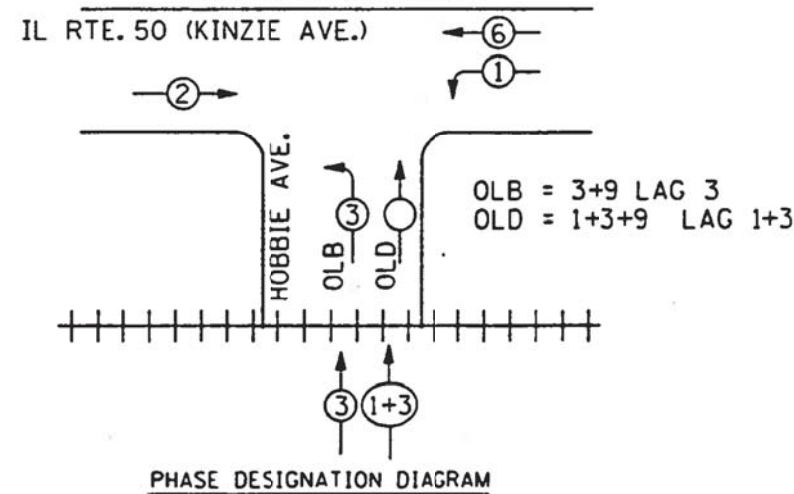 IL RTE. 50 (KINZIE AVE.)
6
1
2
HOBBIE AVE.
3
OLB
OLD
OLB = 3+9 LAG 3
OLD = 1+3+9 LAG 1+3
3
1+3
PHASE DESIGNATION DIAGRAM